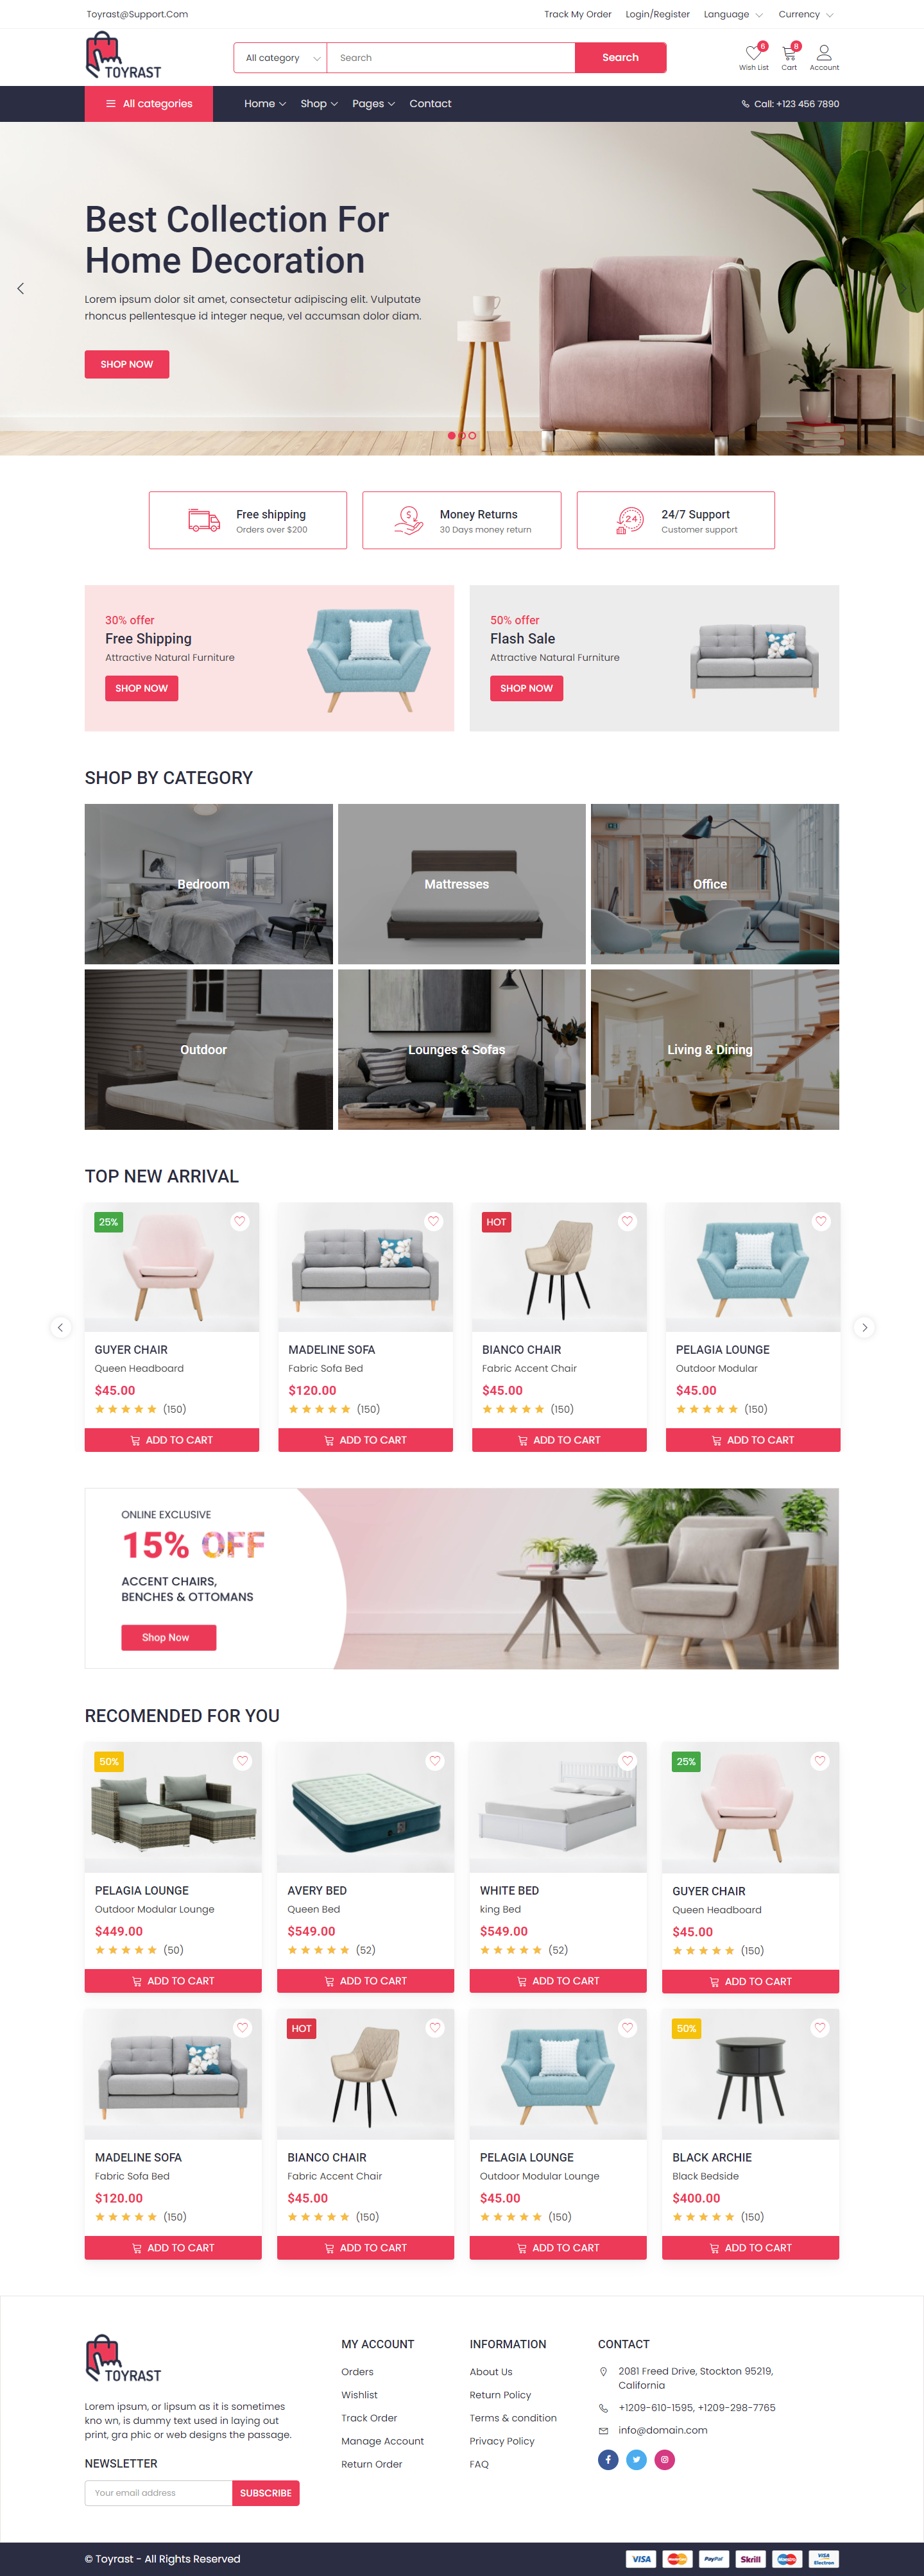 Toyrast@Support.Com
Track My Order Login/Register Language Currency
TOYRAST
All category Search Search
6 8
Wish List Cart Account
All categories Home Shop Pages Contact Call: +123 456 7890
Best Collection For
Home Decoration
Lorem ipsum dolor sit amet, consectetur adipiscing elit. Vulputate
rhoncus pellentesque id integer neque, vel accumsan dolor diam.
SHOP NOW
Free shipping
Orders over $200
Money Returns
30 Days money return
24
24/7 Support
Customer support
30% offer
Free Shipping
Attractive Natural Furniture
SHOP NOW
50% offer
Flash Sale
Attractive Natural Furniture
SHOP NOW
SHOP BY CATEGORY
Bedroom Mattresses Office
Outdoor Lounges & Sofas Living & Dining
TOP NEW ARRIVAL
25%
GUYER CHAIR
Queen Headboard
$45.00
(150)
ADD TO CART
MADELINE SOFA
Fabric Sofa Bed
$120.00
(150)
ADD TO CART
HOT
BIANCO CHAIR
Fabric Accent Chair
$45.00
(150)
ADD TO CART
PELAGIA LOUNGE
Outdoor Modular
$45.00
(150)
ADD TO CART
ONLINE EXCLUSIVE
15% OFF
ACCENT CHAIRS,
BENCHES & OTTOMANS
Shop Now
RECOMENDED FOR YOU
50%
PELAGIA LOUNGE
Outdoor Modular Lounge
$449.00
(50)
ADD TO CART
AVERY BED
Queen Bed
$549.00
(52)
ADD TO CART
WHITE BED
king Bed
$549.00
(52)
ADD TO CART
25%
GUYER CHAIR
Queen Headboard
$45.00
(150)
ADD TO CART
MADELINE SOFA
Fabric Sofa Bed
$120.00
(150)
ADD TO CART
HOT
BIANCO CHAIR
Fabric Accent Chair
$45.00
(150)
ADD TO CART
PELAGIA LOUNGE
Outdoor Modular Lounge
$45.00
(150)
ADD TO CART
50%
BLACK ARCHIE
Black Bedside
$400.00
(150)
ADD TO CART
TOYRAST
Lorem ipsum, or lipsum as it is sometimes
kno wn, is dummy text used in laying out
print, gra phic or web designs the passage.
NEWSLETTER
Your email address SUBSCRIBE
MY ACCOUNT
Orders
Wishlist
Track Order
Manage Account
Return Order
INFORMATION
About Us
Return Policy
Terms & condition
Privacy Policy
FAQ
CONTACT
2081 Freed Drive, Stockton 95219,
California
+1209-610-1595, +1209-298-7765
info@domain.com
© Toyrast - All Rights Reserved
VISA PayPal Skrill VISA Electron